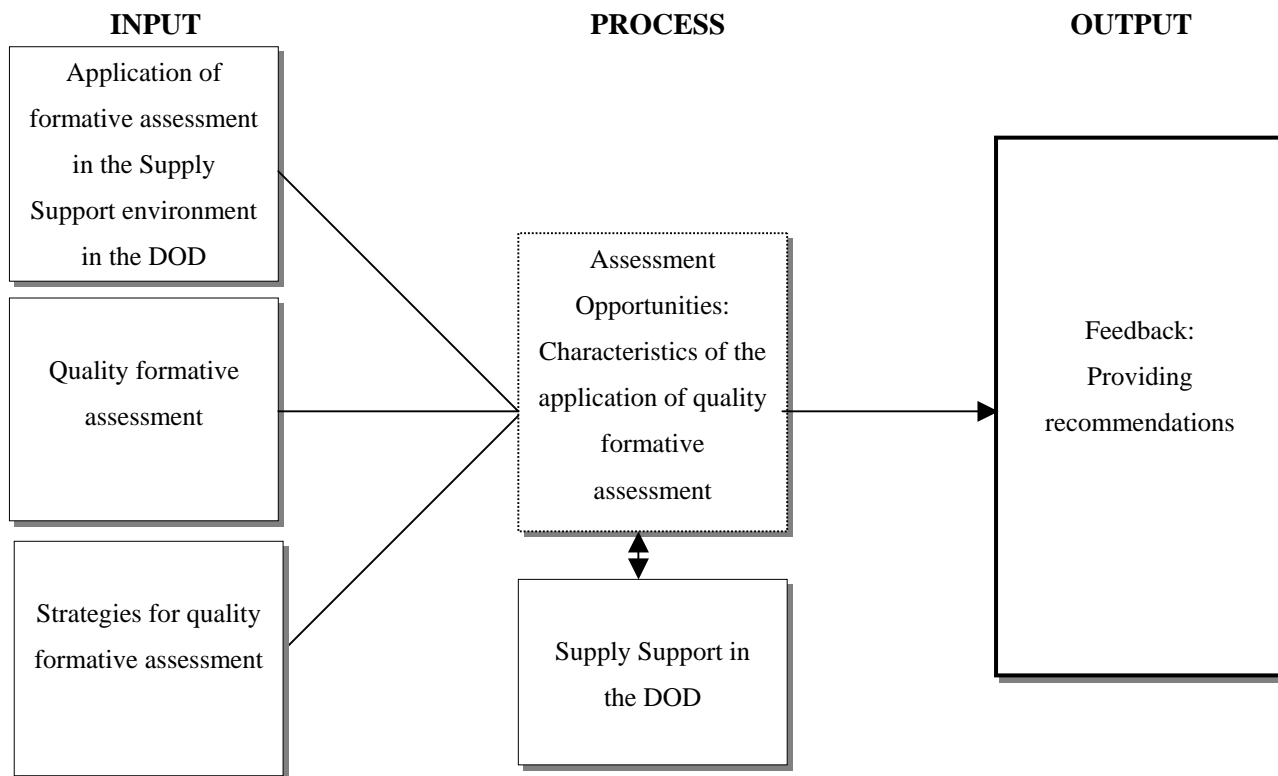 INPUT
PROCESS
OUTPUT
Application of
formative assessment
in the Supply
Support environment
in the DOD
Quality formative
assessment
Strategies for quality
formative assessment
Assessment
Opportunities:
Characteristics of the
application of quality
formative
assessment
Supply Support in
the DOD
Feedback:
Providing
recommendations